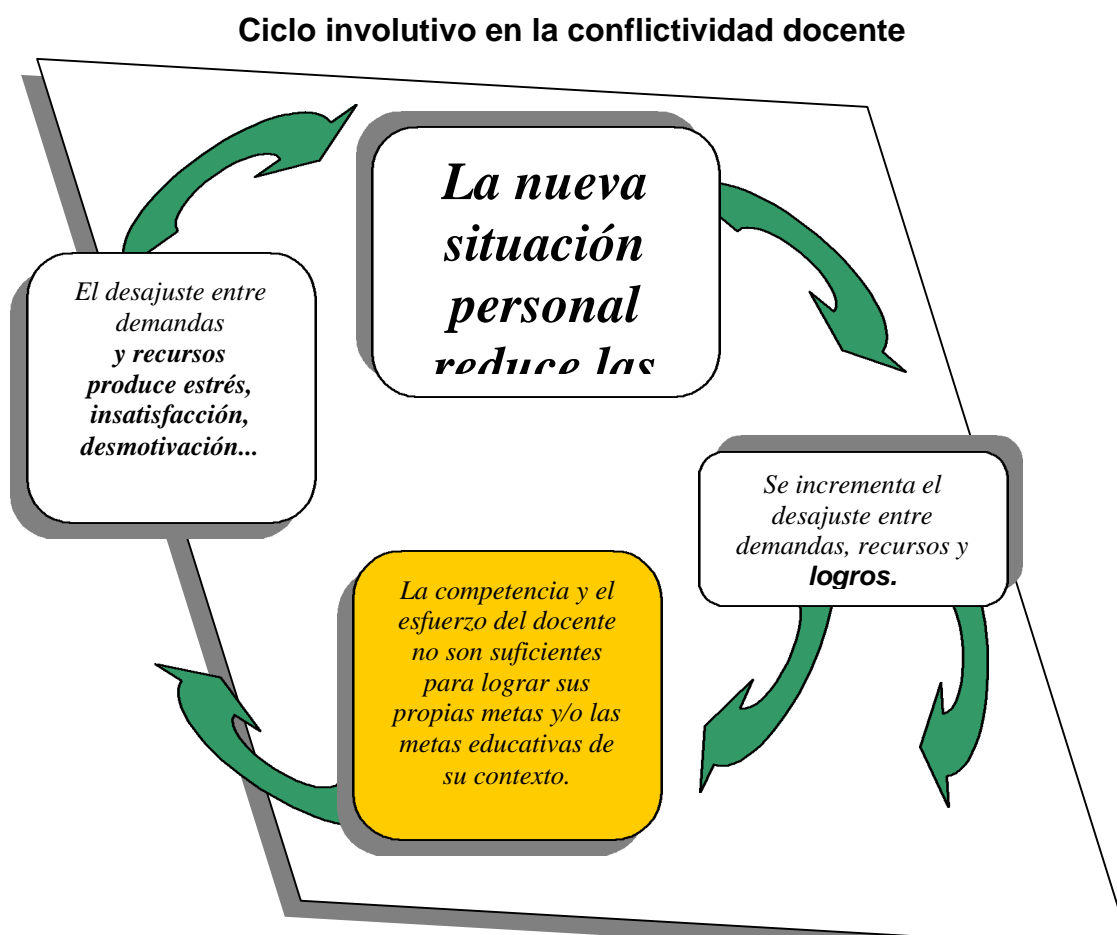 Ciclo involutivo en la conflictividad docente
La nueva
situación
personal
reduce las
El desajuste entre
demandas
y recursos
produce estrés,
insatisfacción,
desmotivación...
Se incrementa el
desajuste entre
demandas, recursos y
logros.
La competencia y el
esfuerzo del docente
no son suficientes
para lograr sus
propias metas y/o las
metas educativas de
su contexto.